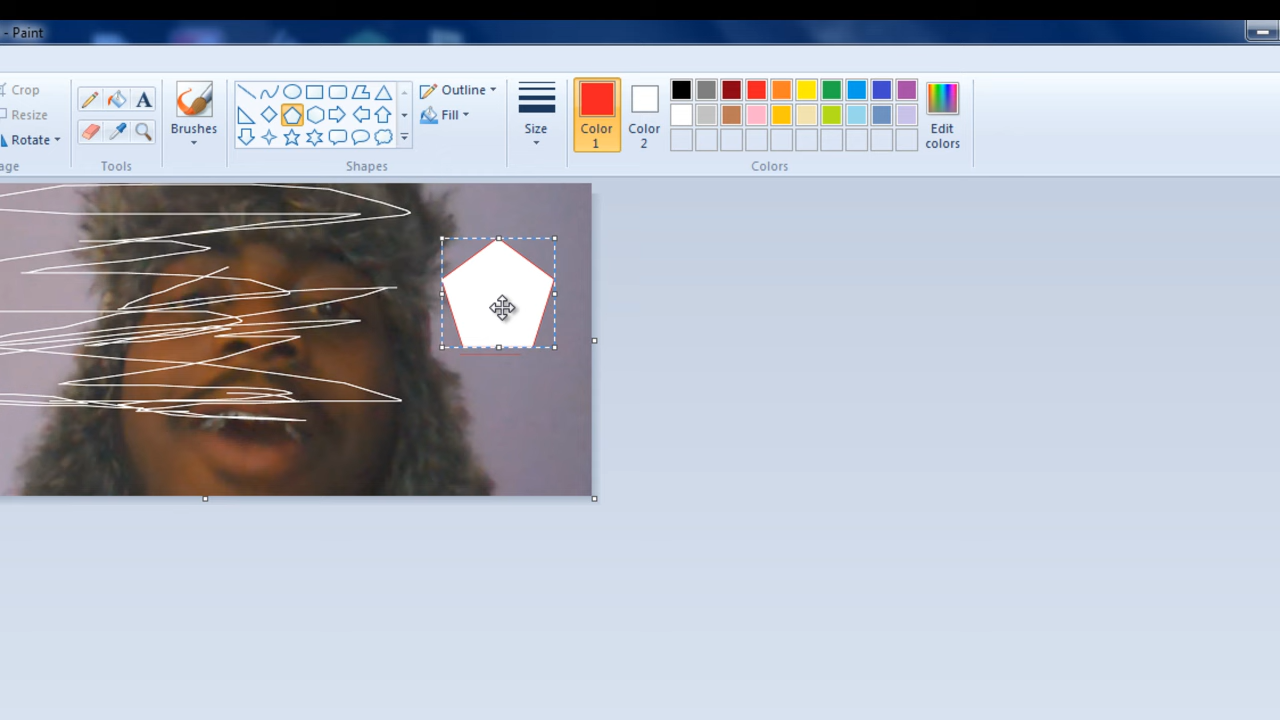 - Paint
Crop
Resize
Rotate
Brushes
Outline
Fill
Size
Color
1
Color
2
Edit
colors
age
Tools
Shapes
Colors